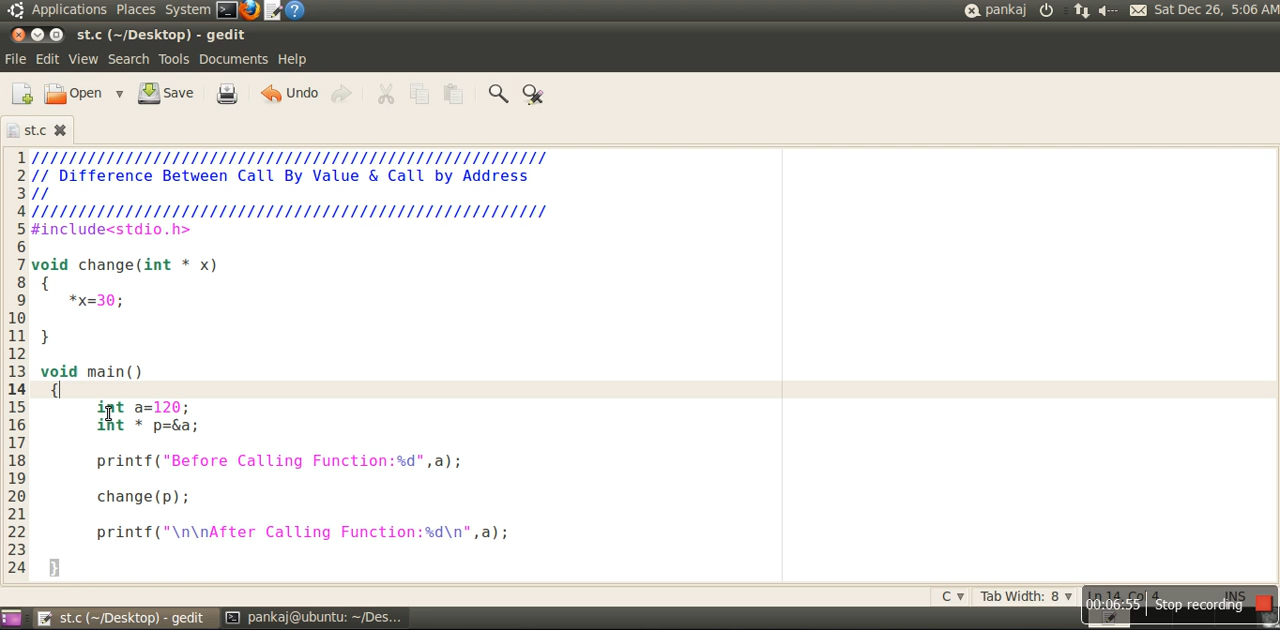 Applications Places System pankaj Sat Dec 26, 5:06 AM
st.c (~/Desktop) - gedit
File Edit View Search Tools Documents Help
Open Save Undo
st.c
1 //////////////////////////////////////////////////////
2 // Difference Between Call By Value & Call by Address
3 //
4 //////////////////////////////////////////////////////
5 #include<stdio.h>
6
7 void change(int * x)
8 {
9 *x=30;
10
11 }
12
13 void main()
14 {
15 int a=120;
16 int * p=&a;
17
18 printf("Before Calling Function:%d",a);
19
20 change(p);
21
22 printf("\n\nAfter Calling Function:%d\n",a);
23
24 }
C Tab Width: 8 Ln 14, Col 4 INS
00:06:55 Stop recording
st.c (~/Desktop) - gedit pankaj@ubuntu: ~/Des...